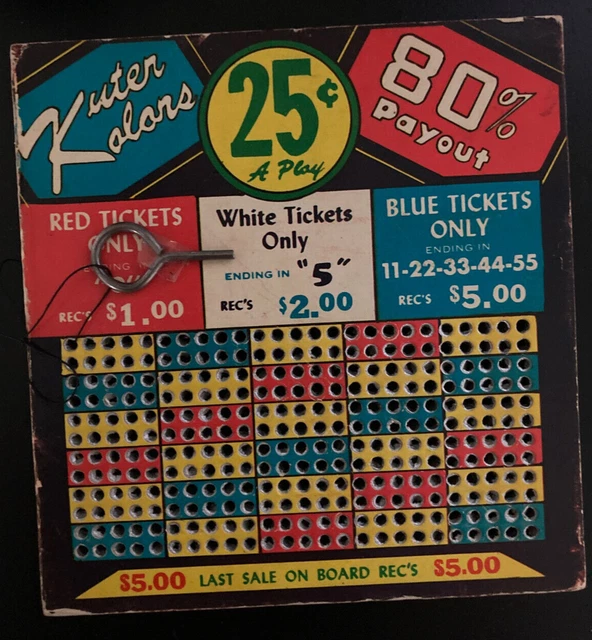 Kuter
Kolors
25¢
A Play
80%
Payout
RED TICKETS
ONLY
REC'S $1.00
White Tickets
Only
ENDING IN "5"
REC'S $2.00
BLUE TICKETS
ONLY
ENDING IN
11-22-33-44-55
REC'S $5.00
$5.00 LAST SALE ON BOARD REC'S $5.00